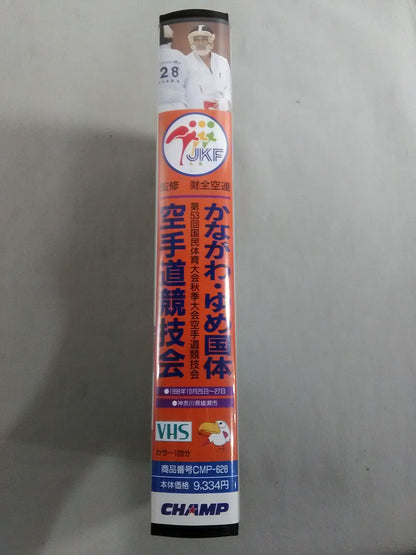 28
JKF
監修 財全空連
かながわ・ゆめ国体
第53回国民体育大会秋季大会空手道競技会
空手道競技会
●1998年10月25日~27日
●神奈川県綾瀬市
VHS
カラー120分
商品番号CMP-628
本体価格 9,334円
CHAMP